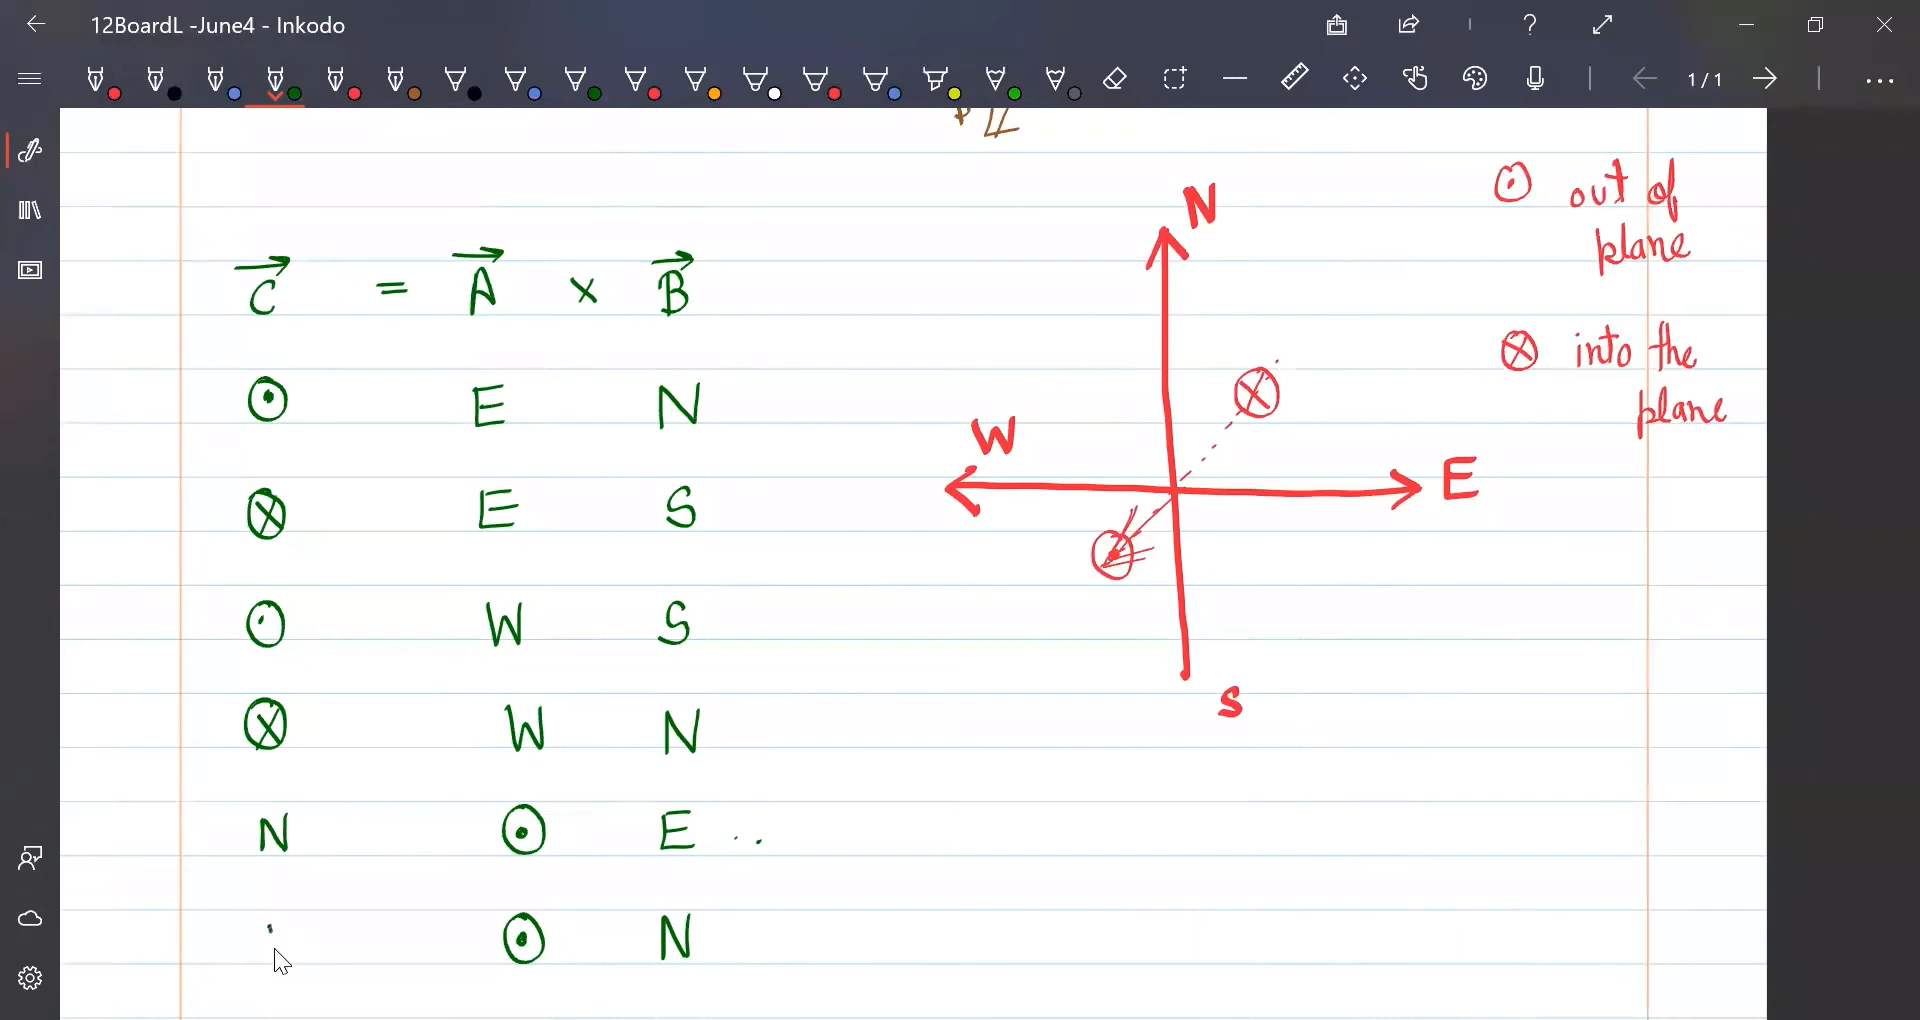 12BoardL -June4 - Inkodo
1 / 1
C = A × B
⊙ E N
⊗ E S
⊙ W S
⊗ W N
N ⊙ E ..
⊙ N
N
W
E
S
⊙ out of
plane
⊗ into the
plane